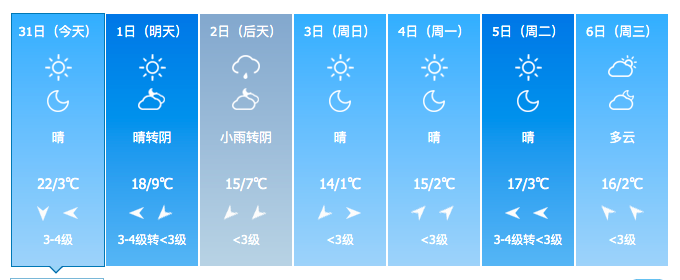 31日（今天）
晴
22/3℃
3-4级
1日（明天）
晴转阴
18/9℃
3-4级转<3级
2日（后天）
小雨转阴
15/7℃
<3级
3日（周日）
晴
14/1℃
<3级
4日（周一）
晴
15/2℃
<3级
5日（周二）
晴
17/3℃
3-4级转<3级
6日（周三）
多云
16/2℃
<3级